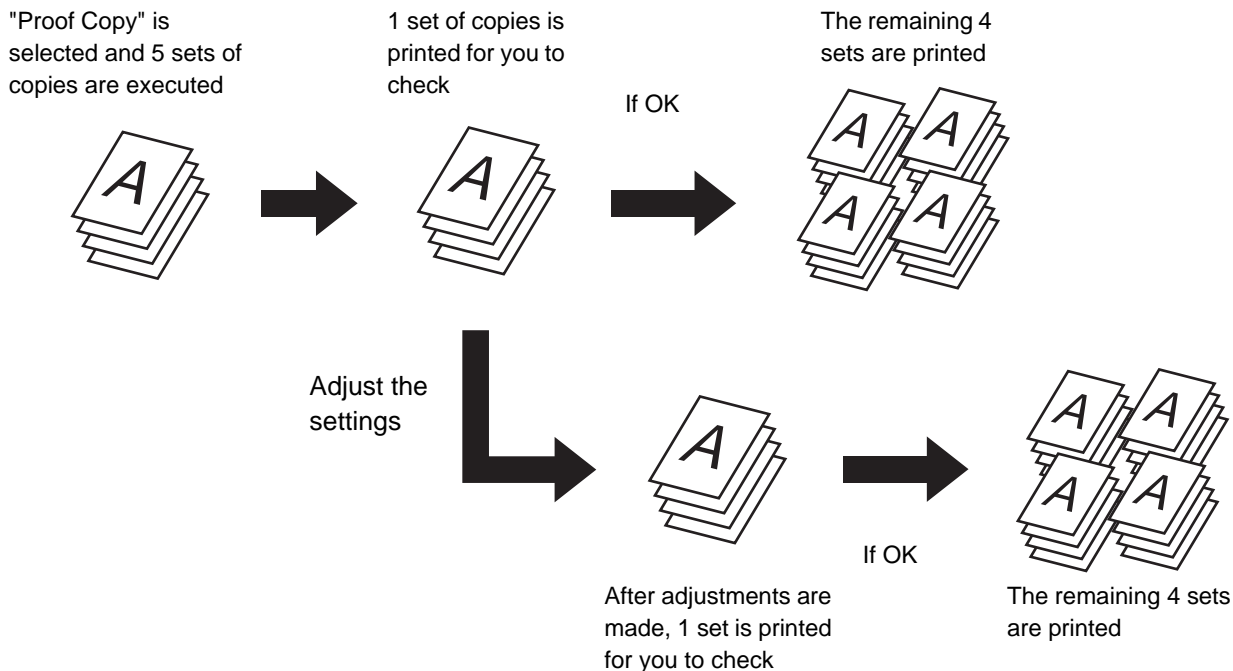 "Proof Copy" is
selected and 5 sets of
copies are executed
1 set of copies is
printed for you to
check
If OK
The remaining 4
sets are printed
A
A
A
A
A
A
Adjust the
settings
A
A
A
A
A
If OK
After adjustments are
made, 1 set is printed
for you to check
The remaining 4 sets
are printed